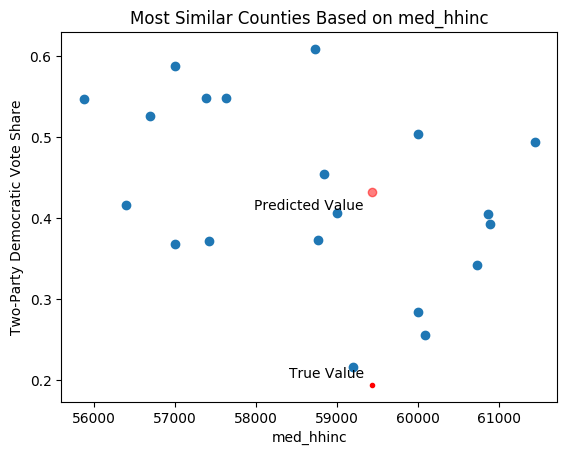 Most Similar Counties Based on med_hhinc
Two-Party Democratic Vote Share
0.6
0.5
0.4
0.3
0.2
Predicted Value
True Value
56000 57000 58000 59000 60000 61000
med_hhinc